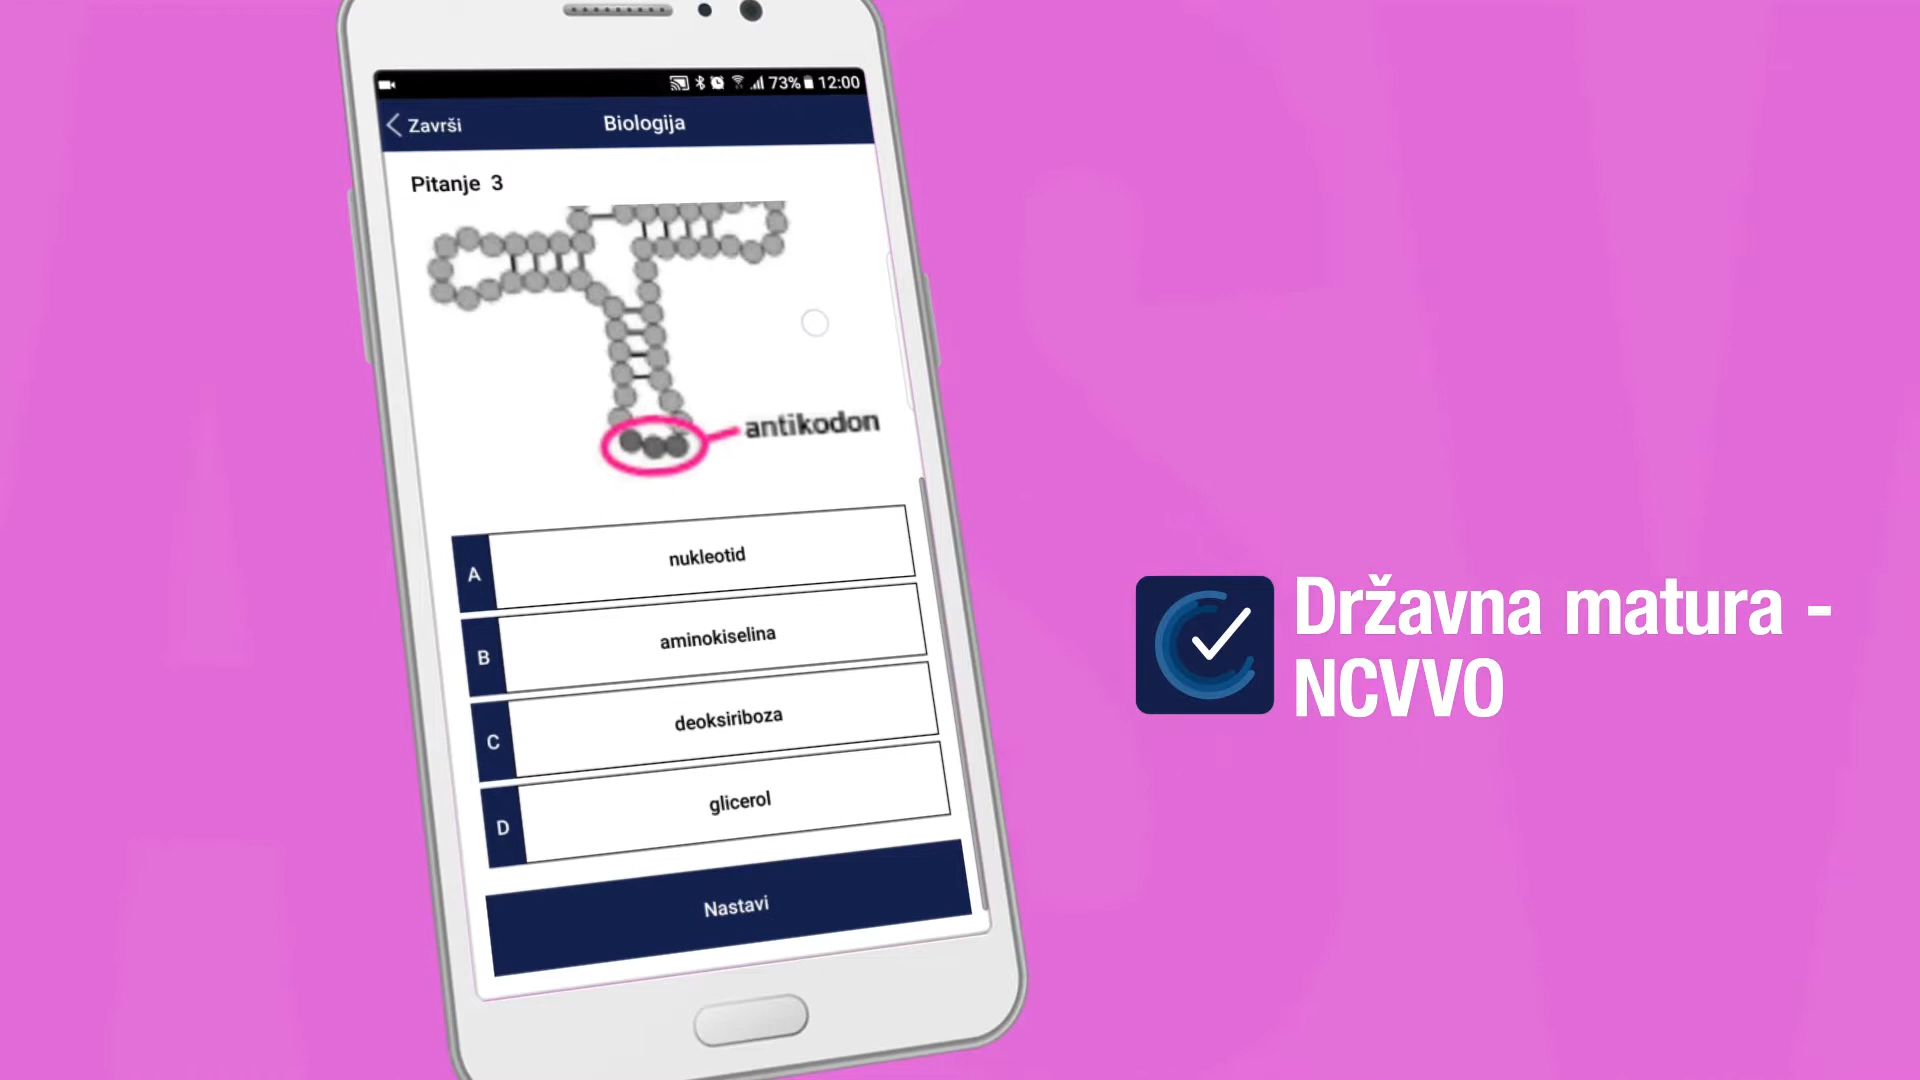 73% 12:00
Završi
Biologija
Pitanje 3
antikodon
A nukleotid
B aminokiselina
C deoksiriboza
D glicerol
Nastavi
Državna matura -
NCVVO